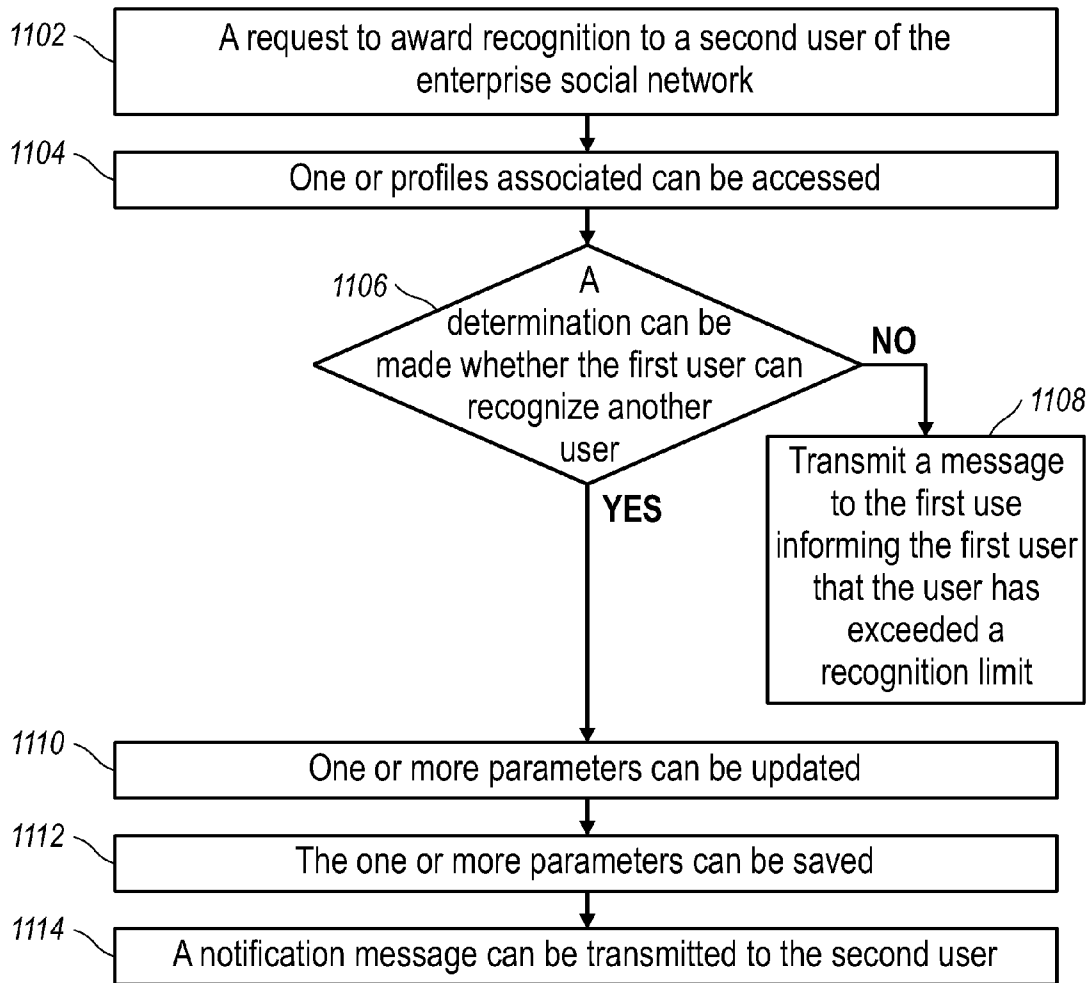 1102
A request to award recognition to a second user of the
enterprise social network
1104
One or profiles associated can be accessed
1106
A
determination can be
made whether the first user can
recognize another
user
NO
YES
1108
Transmit a message
to the first use
informing the first user
that the user has
exceeded a
recognition limit
1110
One or more parameters can be updated
1112
The one or more parameters can be saved
1114
A notification message can be transmitted to the second user